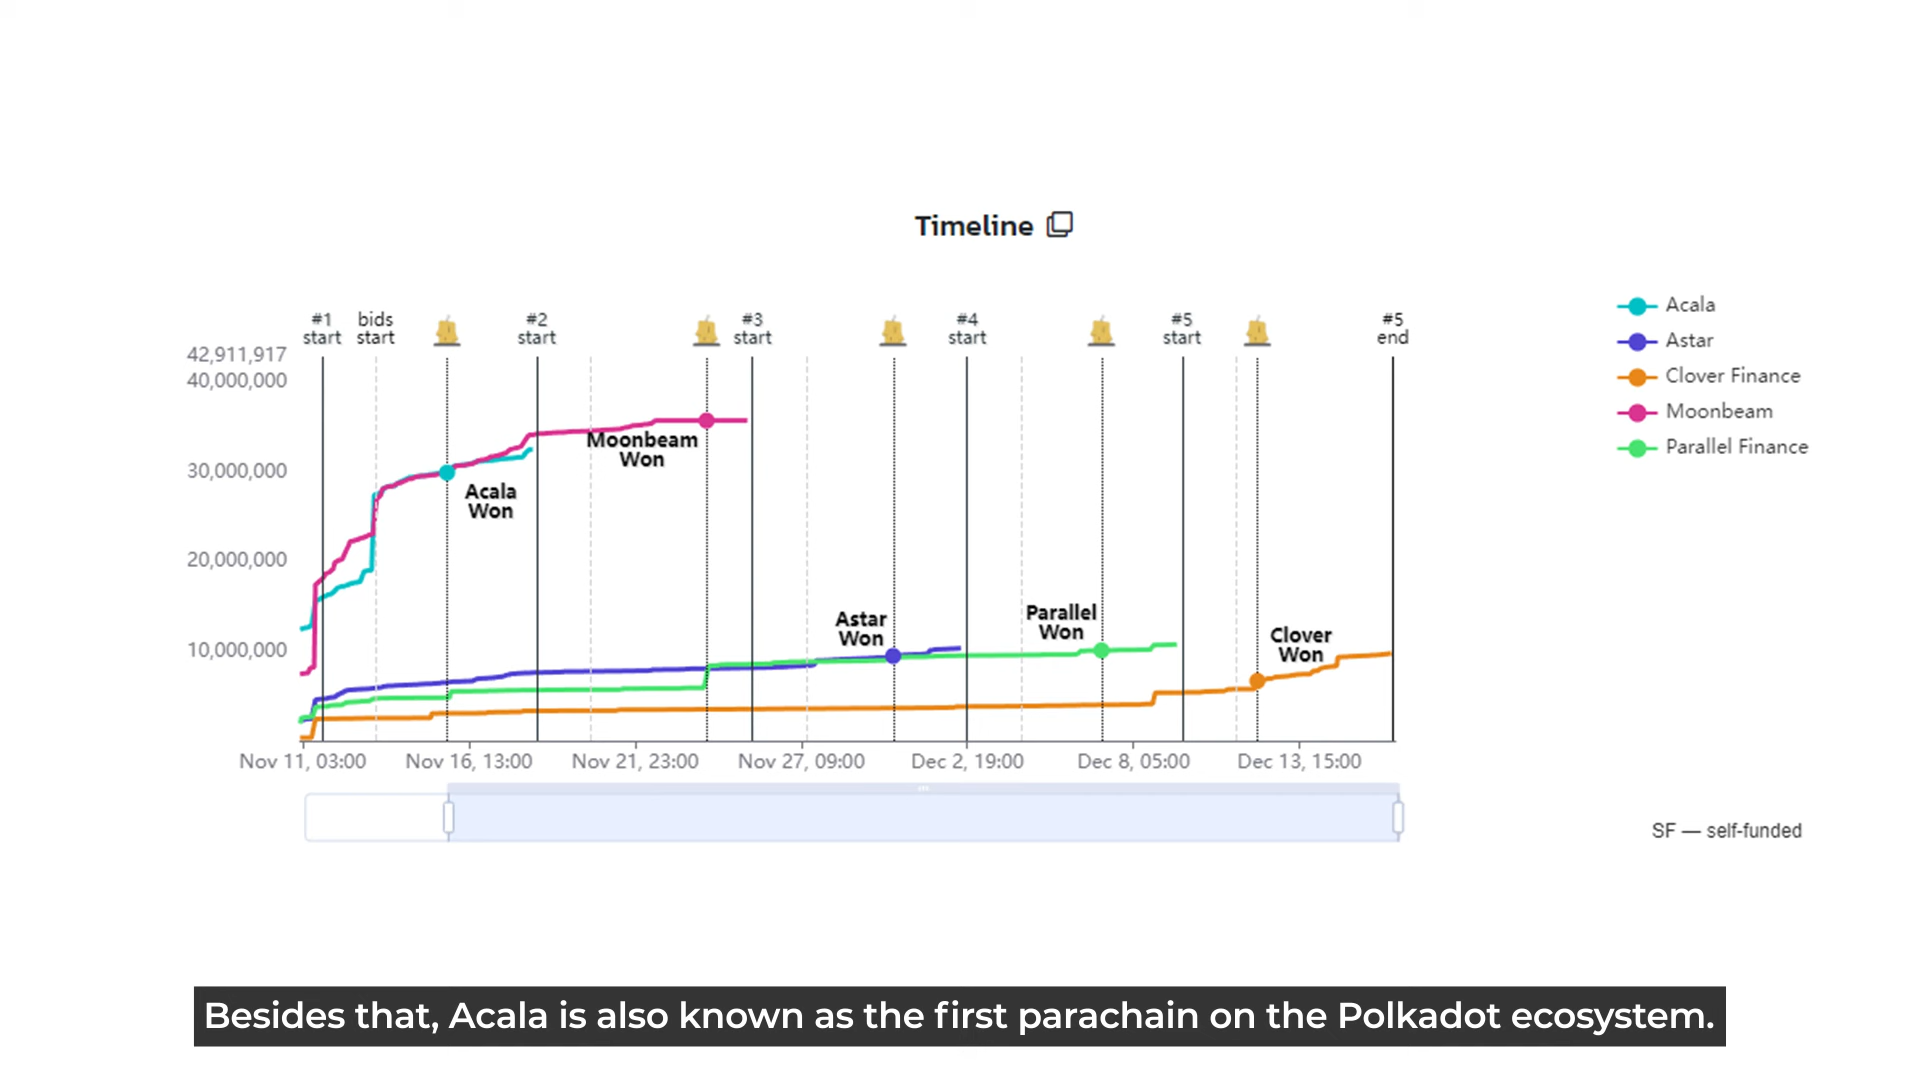 Timeline
#1 start
bids start
#2 start
#3 start
#4 start
#5 start
#5 end
42,911,917
40,000,000
30,000,000
20,000,000
10,000,000
Moonbeam
Won
Acala
Won
Astar
Won
Parallel
Won
Clover
Won
Nov 11, 03:00
Nov 16, 13:00
Nov 21, 23:00
Nov 27, 09:00
Dec 2, 19:00
Dec 8, 05:00
Dec 13, 15:00
Acala
Astar
Clover Finance
Moonbeam
Parallel Finance
SF — self-funded
Besides that, Acala is also known as the first parachain on the Polkadot ecosystem.